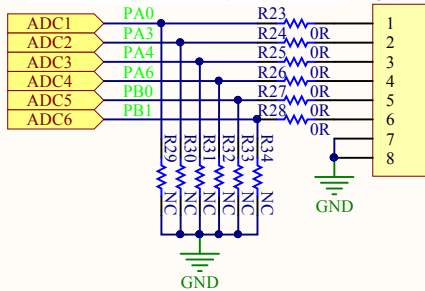 ADC1 PA0 R23 0R 1
ADC2 PA3 R24 0R 2
ADC3 PA4 R25 0R 3
ADC4 PA6 R26 0R 4
ADC5 PB0 R27 0R 5
ADC6 PB1 R28 0R 6
7
8
R29 R30 R31 R32 R33 R34
NC NC NC NC NC NC
GND
GND